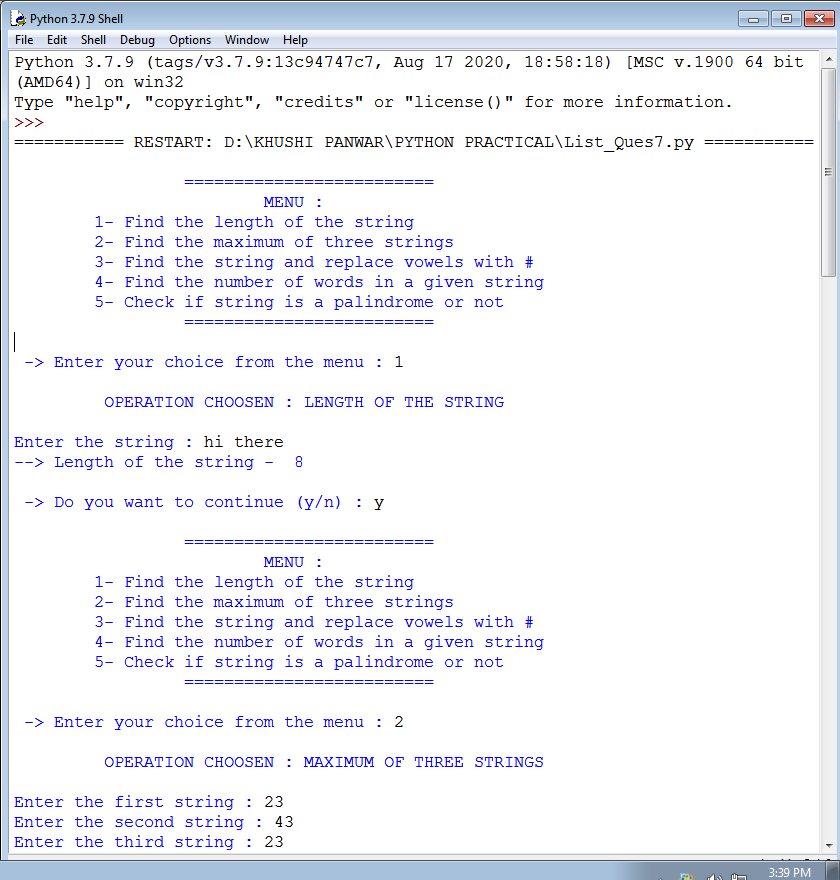 Python 3.7.9 Shell
File Edit Shell Debug Options Window Help
Python 3.7.9 (tags/v3.7.9:13c94747c7, Aug 17 2020, 18:58:18) [MSC v.1900 64 bit
(AMD64)] on win32
Type "help", "copyright", "credits" or "license()" for more information.
>>>
=========== RESTART: D:\KHUSHI PANWAR\PYTHON PRACTICAL\List_Ques7.py ===========
=========================
MENU :
1- Find the length of the string
2- Find the maximum of three strings
3- Find the string and replace vowels with #
4- Find the number of words in a given string
5- Check if string is a palindrome or not
=========================
-> Enter your choice from the menu : 1
OPERATION CHOOSEN : LENGTH OF THE STRING
Enter the string : hi there
--> Length of the string -  8
-> Do you want to continue (y/n) : y
=========================
MENU :
1- Find the length of the string
2- Find the maximum of three strings
3- Find the string and replace vowels with #
4- Find the number of words in a given string
5- Check if string is a palindrome or not
=========================
-> Enter your choice from the menu : 2
OPERATION CHOOSEN : MAXIMUM OF THREE STRINGS
Enter the first string : 23
Enter the second string : 43
Enter the third string : 23
3:39 PM